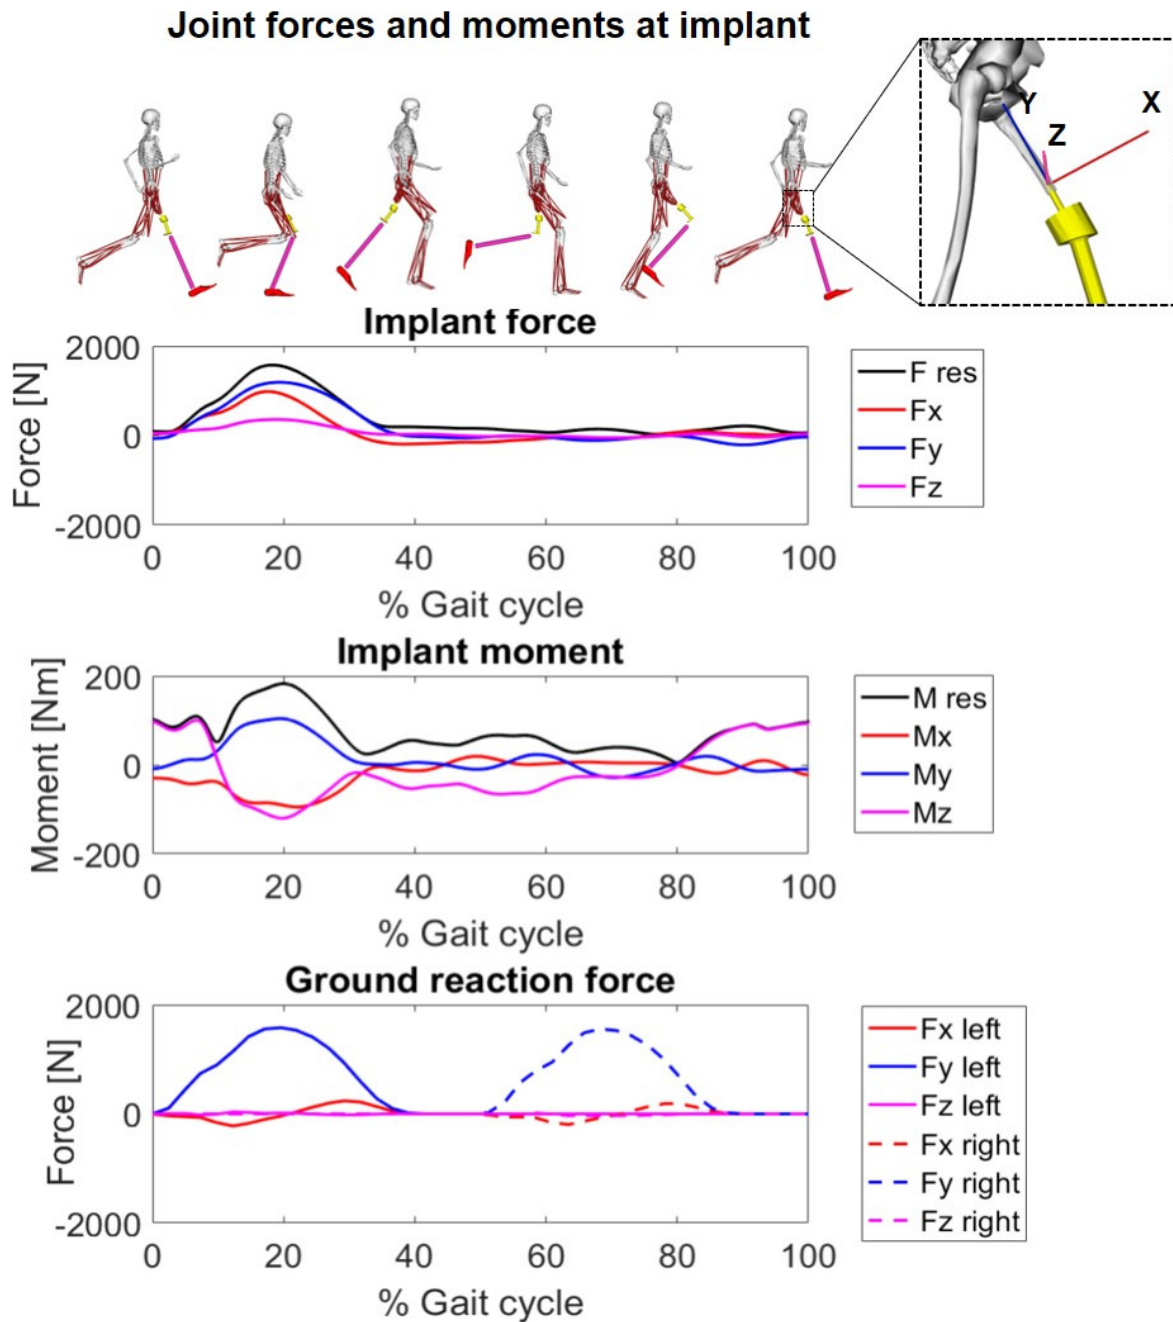 Joint forces and moments at implant
Y
Z
X
Implant force
Force [N]
2000
0
-2000
0 20 40 60 80 100
% Gait cycle
F res
Fx
Fy
Fz
Implant moment
Moment [Nm]
200
0
-200
0 20 40 60 80 100
% Gait cycle
M res
Mx
My
Mz
Ground reaction force
Force [N]
2000
0
-2000
0 20 40 60 80 100
% Gait cycle
Fx left
Fy left
Fz left
Fx right
Fy right
Fz right